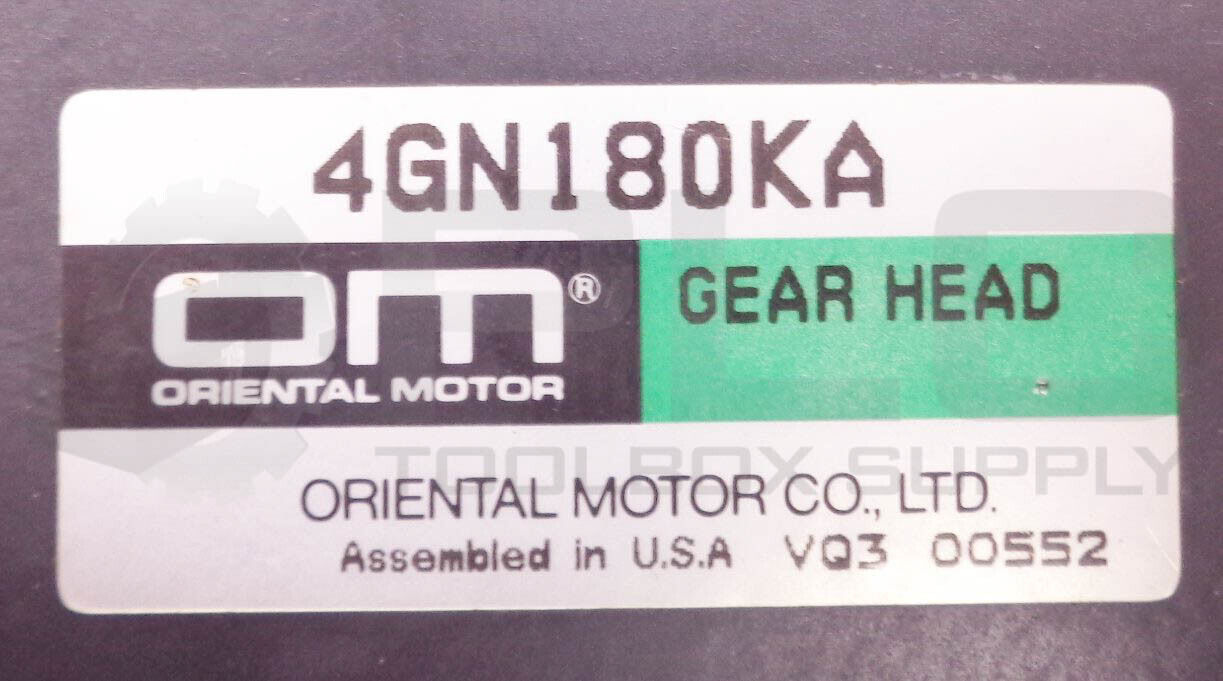 4GN180KA
OM®
ORIENTAL MOTOR
GEAR HEAD
TOOLBOX SUPPLY
ORIENTAL MOTOR CO., LTD.
Assembled in U.S.A VQ3 00552